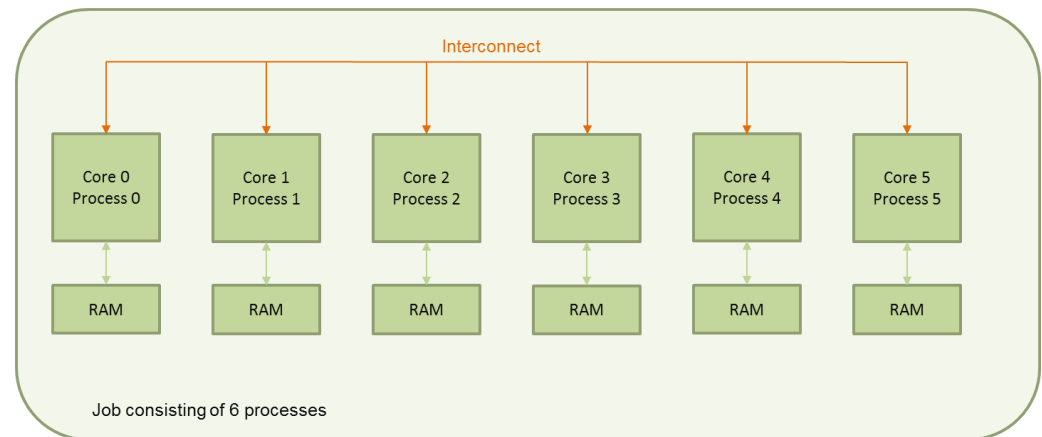 Interconnect
Core 0
Process 0
Core 1
Process 1
Core 2
Process 2
Core 3
Process 3
Core 4
Process 4
Core 5
Process 5
RAM
RAM
RAM
RAM
RAM
RAM
Job consisting of 6 processes